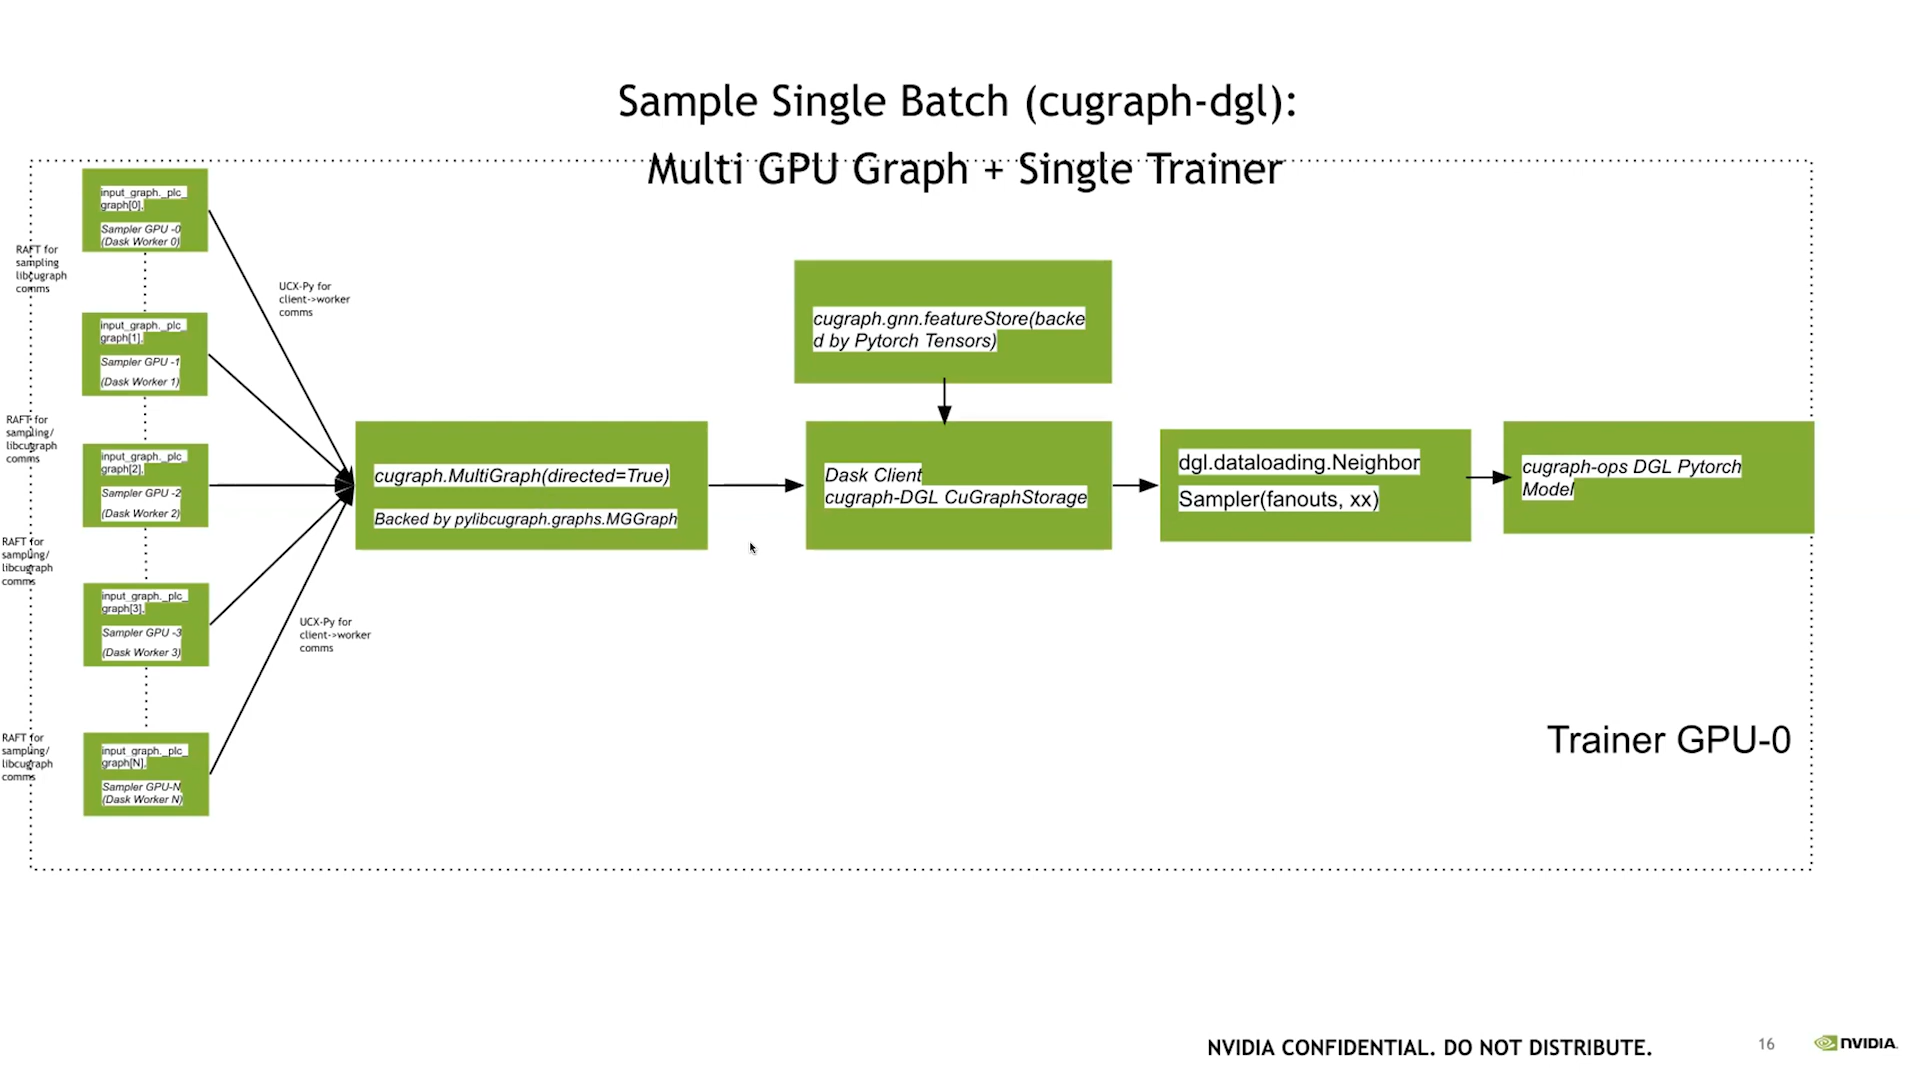 Sample Single Batch (cugraph-dgl):
Multi GPU Graph + Single Trainer
input_graph._plc_
graph[0],
Sampler GPU -0
(Dask Worker 0)
RAFT for
sampling
libcugraph
comms
UCX-Py for
client->worker
comms
input_graph._plc_
graph[1],
Sampler GPU -1
(Dask Worker 1)
RAFT for
sampling/
libcugraph
comms
input_graph._plc_
graph[2],
Sampler GPU -2
(Dask Worker 2)
RAFT for
sampling/
libcugraph
comms
input_graph._plc_
graph[3],
Sampler GPU -3
(Dask Worker 3)
UCX-Py for
client->worker
comms
RAFT for
sampling/
libcugraph
comms
input_graph._plc_
graph[N],
Sampler GPU-N
(Dask Worker N)
cugraph.MultiGraph(directed=True)
Backed by pylibcugraph.graphs.MGGraph
cugraph.gnn.featureStore(backe
d by Pytorch Tensors)
Dask Client
cugraph-DGL CuGraphStorage
dgl.dataloading.Neighbor
Sampler(fanouts, xx)
cugraph-ops DGL Pytorch
Model
Trainer GPU-0
NVIDIA CONFIDENTIAL. DO NOT DISTRIBUTE.
16
NVIDIA.